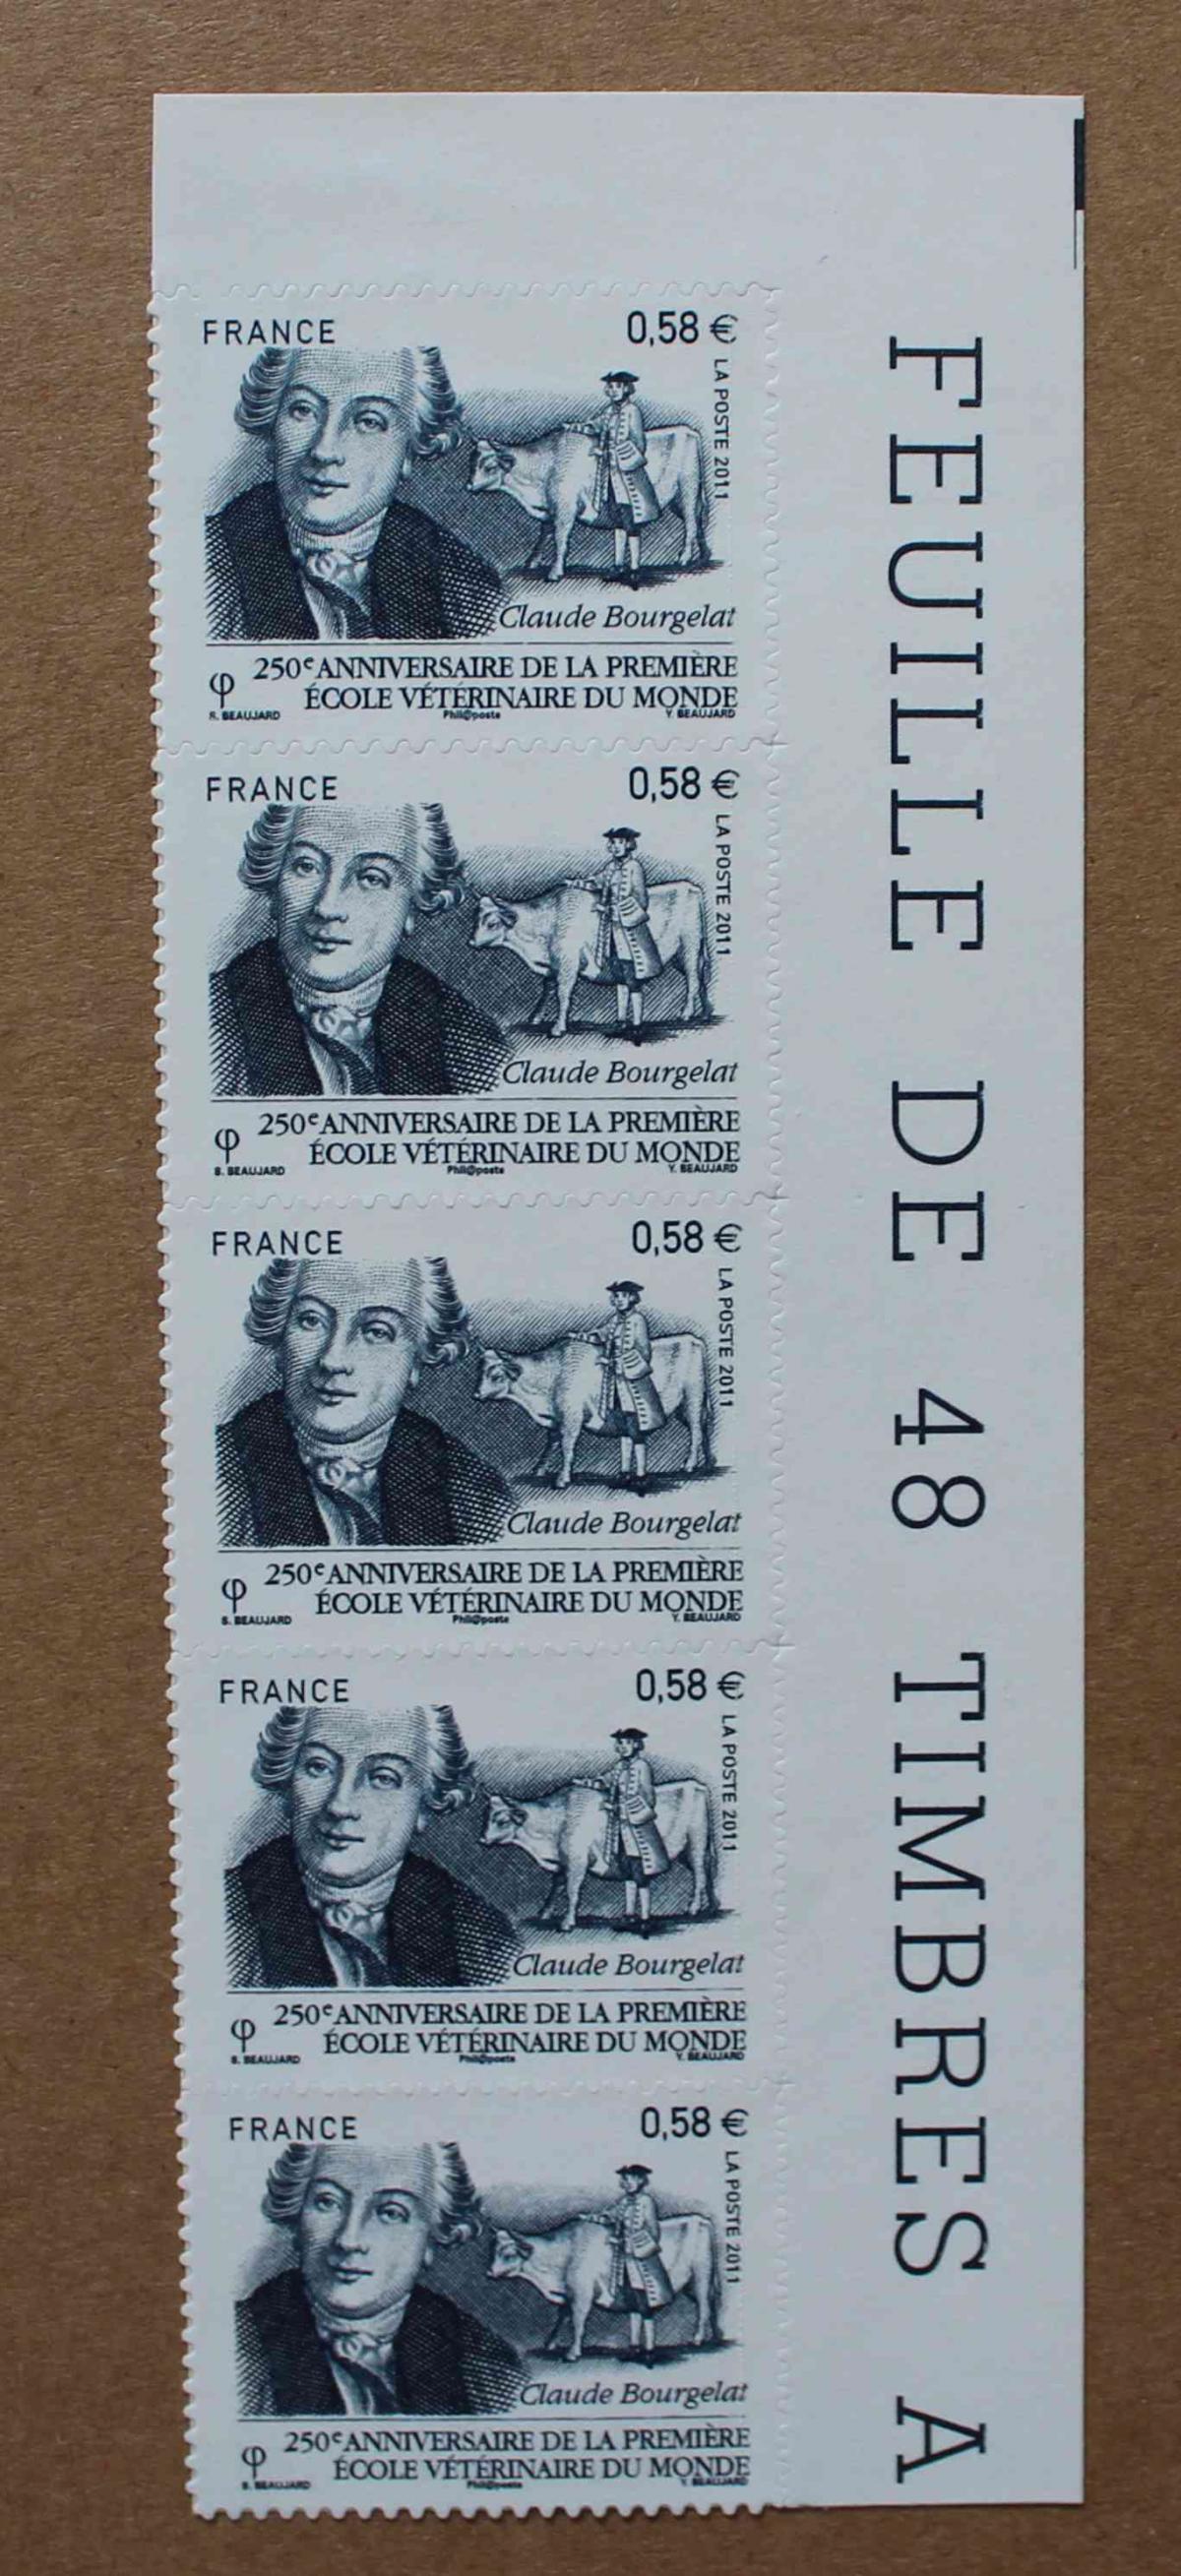 FRANCE 0,58 €
LA POSTE 2011
Claude Bourgelat
250e ANNIVERSAIRE DE LA PREMIÈRE
φ ÉCOLE VÉTÉRINAIRE DU MONDE
S. BEAUJARD Phil@poste Y. BEAUJARD
FRANCE 0,58 €
LA POSTE 2011
Claude Bourgelat
250e ANNIVERSAIRE DE LA PREMIÈRE
φ ÉCOLE VÉTÉRINAIRE DU MONDE
S. BEAUJARD Phil@poste Y. BEAUJARD
FRANCE 0,58 €
LA POSTE 2011
Claude Bourgelat
250e ANNIVERSAIRE DE LA PREMIÈRE
φ ÉCOLE VÉTÉRINAIRE DU MONDE
S. BEAUJARD Phil@poste Y. BEAUJARD
FRANCE 0,58 €
LA POSTE 2011
Claude Bourgelat
250e ANNIVERSAIRE DE LA PREMIÈRE
φ ÉCOLE VÉTÉRINAIRE DU MONDE
S. BEAUJARD Phil@poste Y. BEAUJARD
FRANCE 0,58 €
LA POSTE 2011
Claude Bourgelat
250e ANNIVERSAIRE DE LA PREMIÈRE
φ ÉCOLE VÉTÉRINAIRE DU MONDE
S. BEAUJARD Phil@poste Y. BEAUJARD
FEUILLE DE 48 TIMBRES A